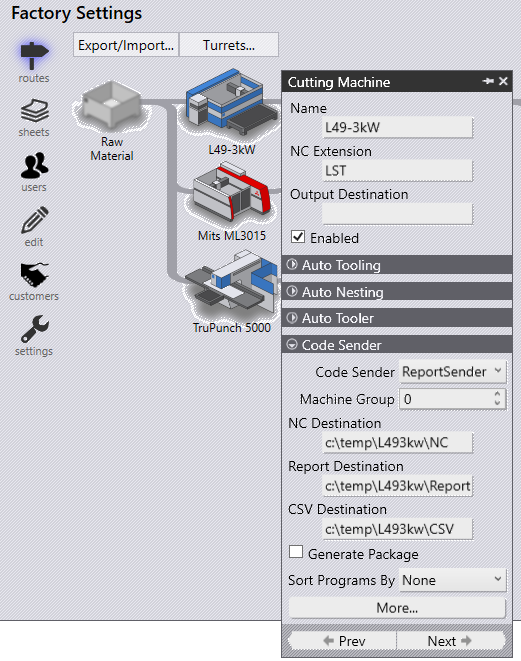 Factory Settings
Export/Import...
Turrets...
routes
sheets
users
edit
customers
settings
Raw
Material
L49-3kW
Mits ML3015
TruPunch 5000
Cutting Machine
Name
L49-3kW
NC Extension
LST
Output Destination
Enabled
Auto Tooling
Auto Nesting
Auto Tooler
Code Sender
Code Sender ReportSender
Machine Group 0
NC Destination
c:\temp\L493kw\NC
Report Destination
c:\temp\L493kw\Report
CSV Destination
c:\temp\L493kw\CSV
Generate Package
Sort Programs By None
More...
Prev
Next